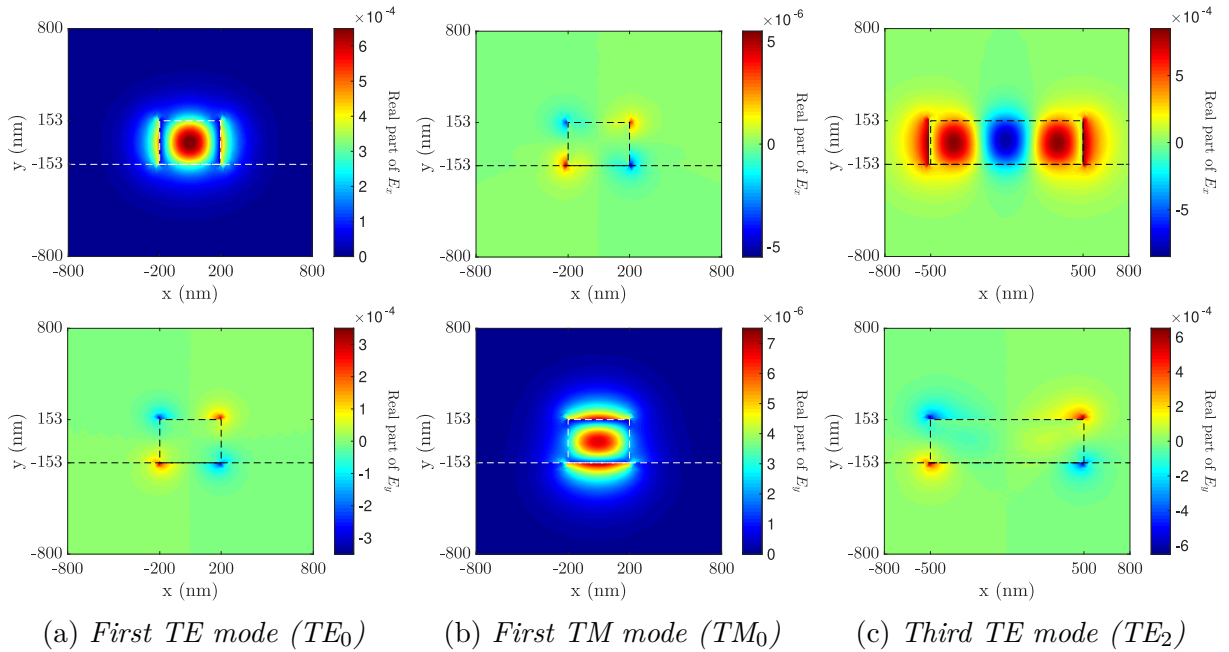 ×10⁻⁴ ×10⁻⁶ ×10⁻⁴
800 800 800
6 5 5
5
153 4 153 0 153 0
y (nm) -153 3 Real part of Eₓ y (nm) -153 Real part of Eₓ y (nm) -153 Real part of Eₓ
2
1 -5 -5
-800 0 -800 -800
-800 -200 200 800 -800 -200 200 800 -800 -500 500 800
x (nm) x (nm) x (nm)
×10⁻⁴ ×10⁻⁶ ×10⁻⁴
800 800 800
3 7 6
2 6 4
153 1 153 5 153 2
y (nm) 0 Real part of E_y y (nm) 4 Real part of E_y y (nm) 0 Real part of E_y
-153 -1 -153 3 -153 -2
-2 2 -4
-3 1 -6
-800 -800 0 -800
-800 -200 200 800 -800 -200 200 800 -800 -500 500 800
x (nm) x (nm) x (nm)
(a) First TE mode (TE₀) (b) First TM mode (TM₀) (c) Third TE mode (TE₂)